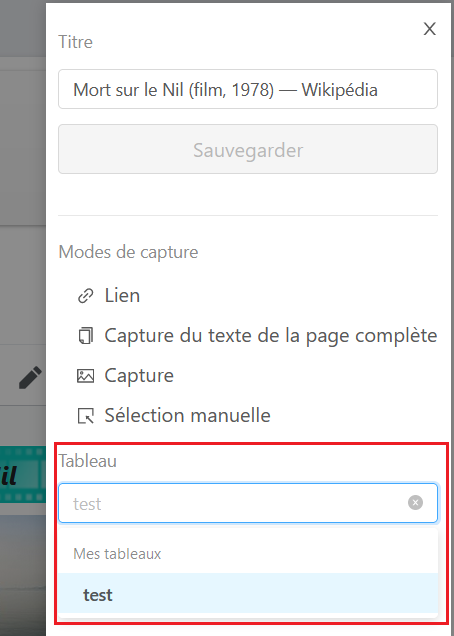 Titre
Mort sur le Nil (film, 1978) — Wikipédia
Sauvegarder
Modes de capture
Lien
Capture du texte de la page complète
Capture
Sélection manuelle
Tableau
il
test
Mes tableaux
test